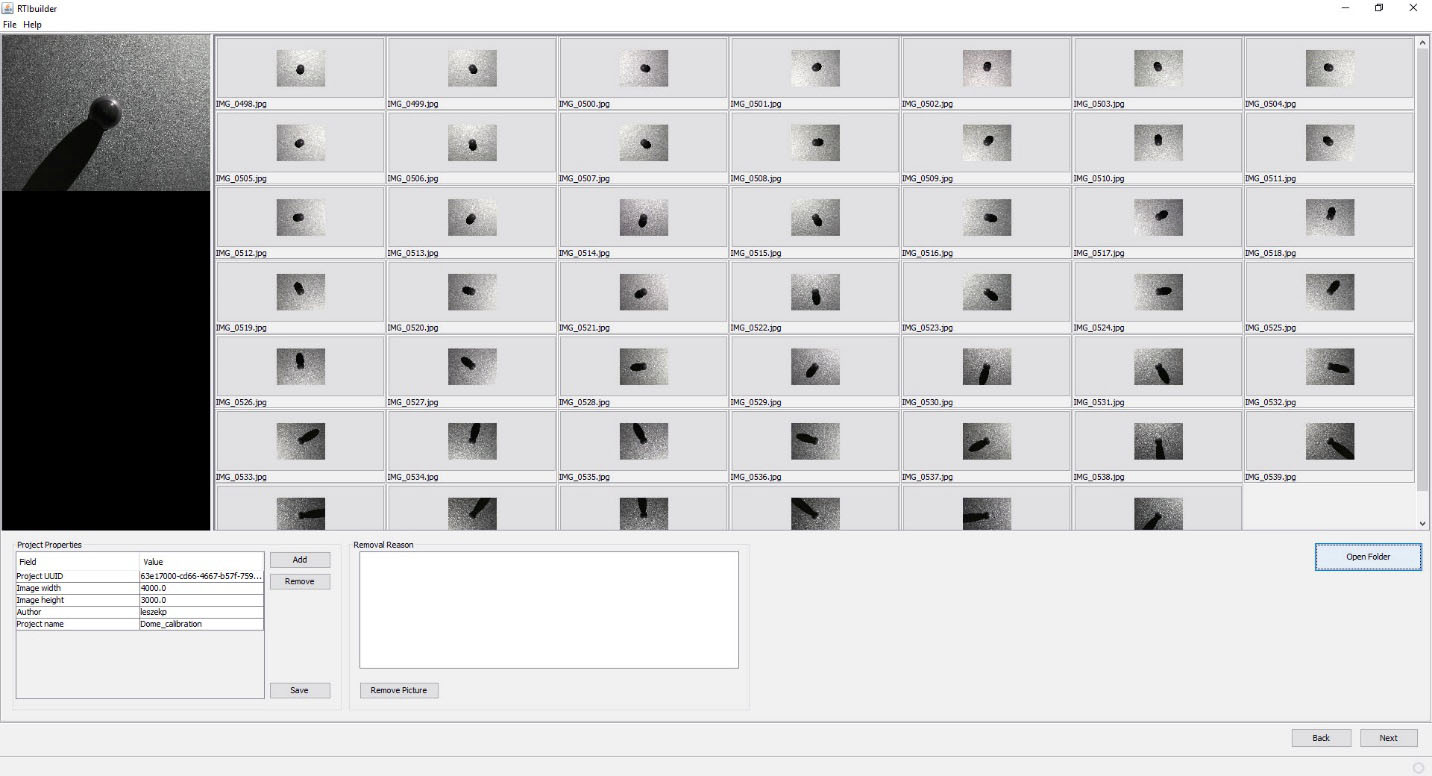 RTIbuilder
File Help
IMG_0498.jpg IMG_0499.jpg IMG_0500.jpg IMG_0501.jpg IMG_0502.jpg IMG_0503.jpg IMG_0504.jpg
IMG_0505.jpg IMG_0506.jpg IMG_0507.jpg IMG_0508.jpg IMG_0509.jpg IMG_0510.jpg IMG_0511.jpg
IMG_0512.jpg IMG_0513.jpg IMG_0514.jpg IMG_0515.jpg IMG_0516.jpg IMG_0517.jpg IMG_0518.jpg
IMG_0519.jpg IMG_0520.jpg IMG_0521.jpg IMG_0522.jpg IMG_0523.jpg IMG_0524.jpg IMG_0525.jpg
IMG_0526.jpg IMG_0527.jpg IMG_0528.jpg IMG_0529.jpg IMG_0530.jpg IMG_0531.jpg IMG_0532.jpg
IMG_0533.jpg IMG_0534.jpg IMG_0535.jpg IMG_0536.jpg IMG_0537.jpg IMG_0538.jpg IMG_0539.jpg
Project Properties
Field Value
Project UUID 63e17000-cd66-4667-b57f-759...
Image width 4000.0
Image height 3000.0
Author leszekp
Project name Dome_calibration
Add
Remove
Save
Removal Reason
Remove Picture
Open Folder
Back Next